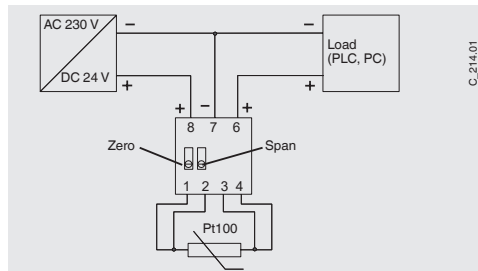 AC 230 V
DC 24 V
− −
+ +
Load
(PLC, PC)
C_214.01
+ − +
8 7 6
Zero Span
1 2 3 4
Pt100